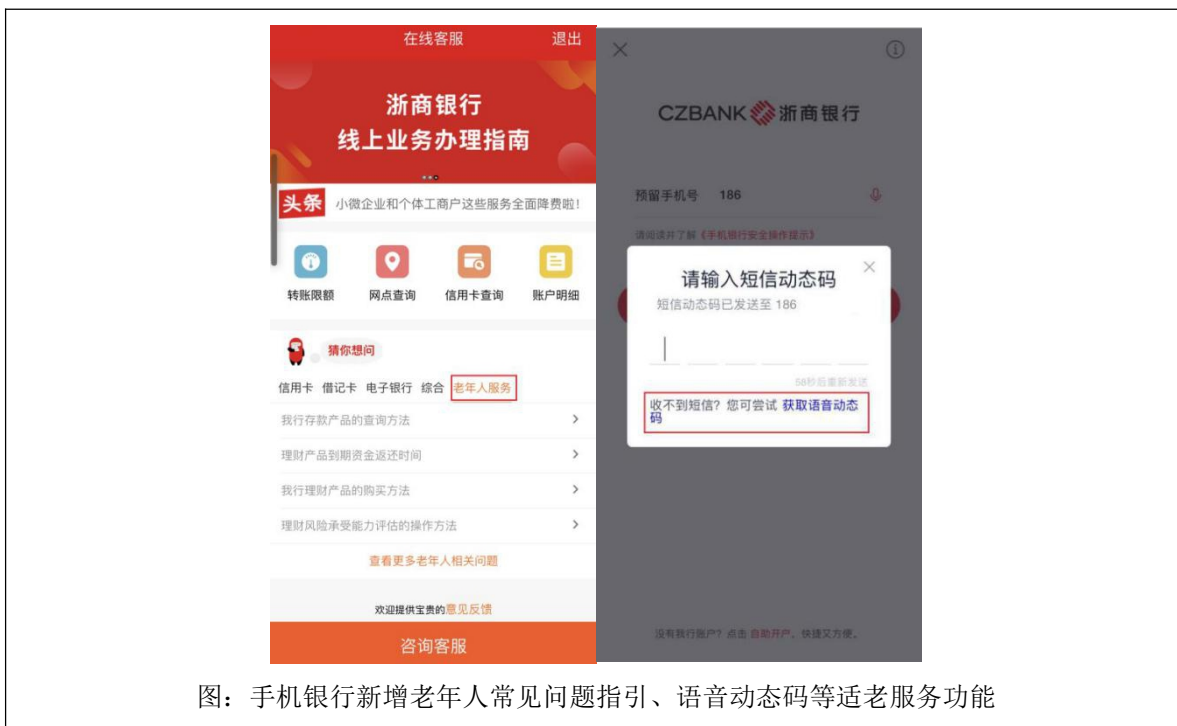 在线客服 退出
浙商银行
线上业务办理指南
头条 小微企业和个体工商户这些服务全面降费啦!
转账限额 网点查询 信用卡查询 账户明细
猜你想问
信用卡 借记卡 电子银行 综合 老年人服务
我行存款产品的查询方法
理财产品到期资金返还时间
我行理财产品的购买方法
理财风险承受能力评估的操作方法
查看更多老年人相关问题
欢迎提供宝贵的意见反馈
咨询客服
CZBANK 浙商银行
预留手机号 186
请阅读并了解《手机银行安全操作提示》
请输入短信动态码
短信动态码已发送至 186
58秒后重新发送
收不到短信? 您可尝试 获取语音动态
码
没有我行账户? 点击 自助开户, 快捷又方便。
图：手机银行新增老年人常见问题指引、语音动态码等适老服务功能